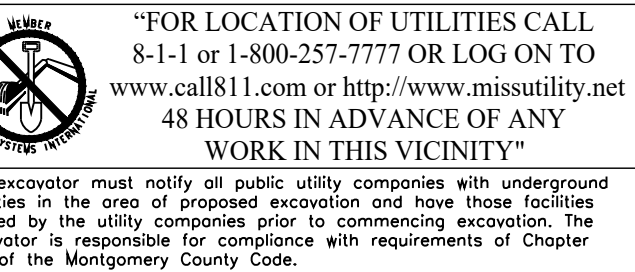 MEMBER
"FOR LOCATION OF UTILITIES CALL
8-1-1 or 1-800-257-7777 OR LOG ON TO
www.call811.com or http://www.missutility.net
48 HOURS IN ADVANCE OF ANY
WORK IN THIS VICINITY"
excavator must notify all public utility companies with underground
in the area of proposed excavation and have those facilities
by the utility companies prior to commencing excavation. The
is responsible for compliance with requirements of Chapter
of the Montgomery County Code.